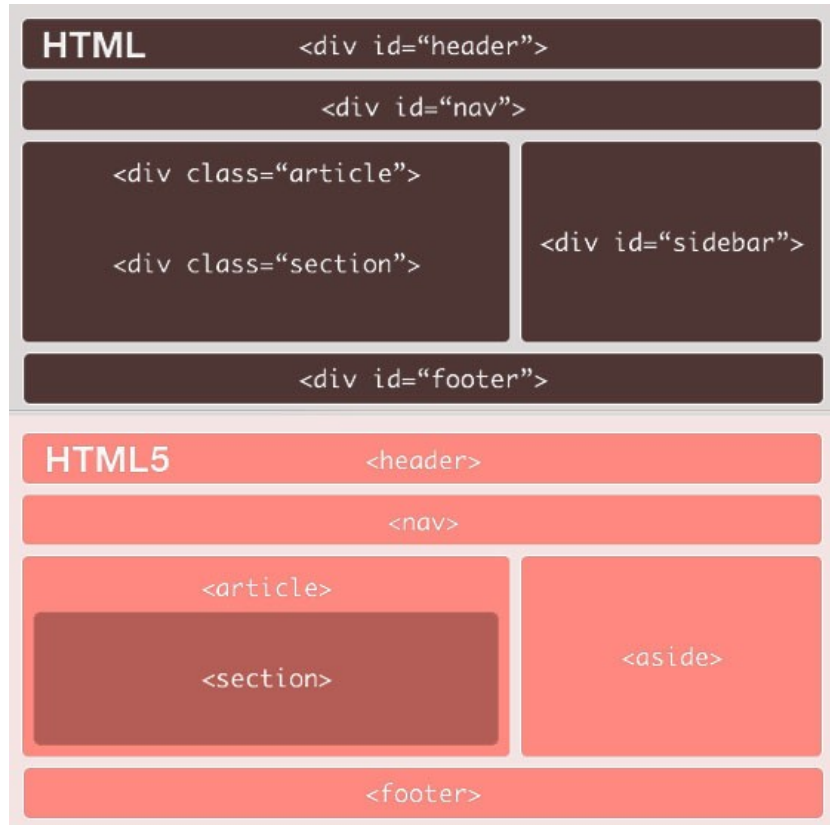 HTML <div id=“header”>
<div id=“nav”>
<div class=“article”>
<div class=“section”>
<div id=“sidebar”>
<div id=“footer”>
HTML5 <header>
<nav>
<article>
<section>
<aside>
<footer>